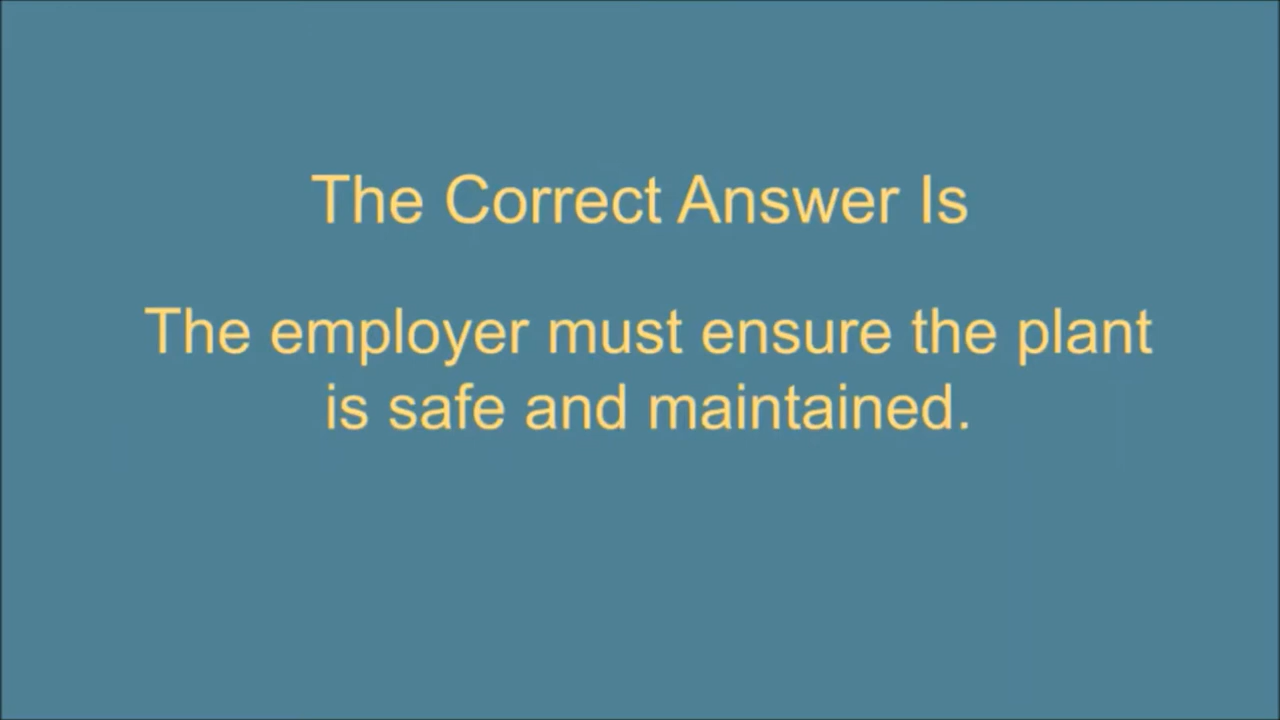 The Correct Answer Is
The employer must ensure the plant
is safe and maintained.